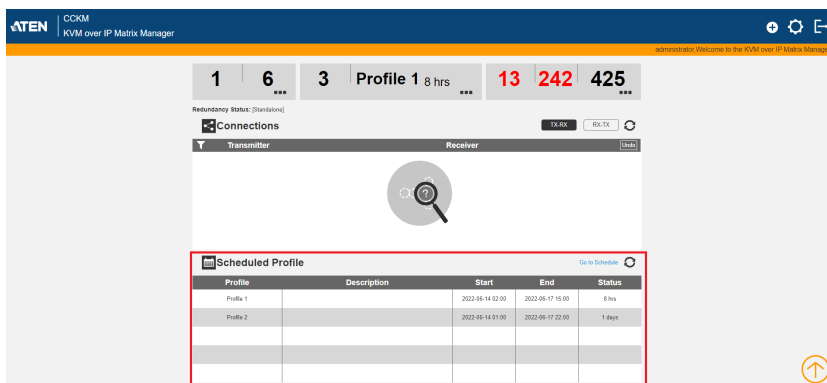 ATEN
CCKM
KVM over IP Matrix Manager
administrator,Welcome to the KVM over IP Matrix Manage
1 6 ... 3 Profile 1 8 hrs ... 13 242 425 ...
Redundancy Status: [Standalone]
Connections TX-RX RX-TX
Transmitter Receiver Undo
?
Scheduled Profile Go to Schedule
Profile Description Start End Status
Profile 1 2022-06-14 02:00 2022-06-17 15:00 8 hrs
Profile 2 2022-06-14 01:00 2022-06-17 22:00 1 days